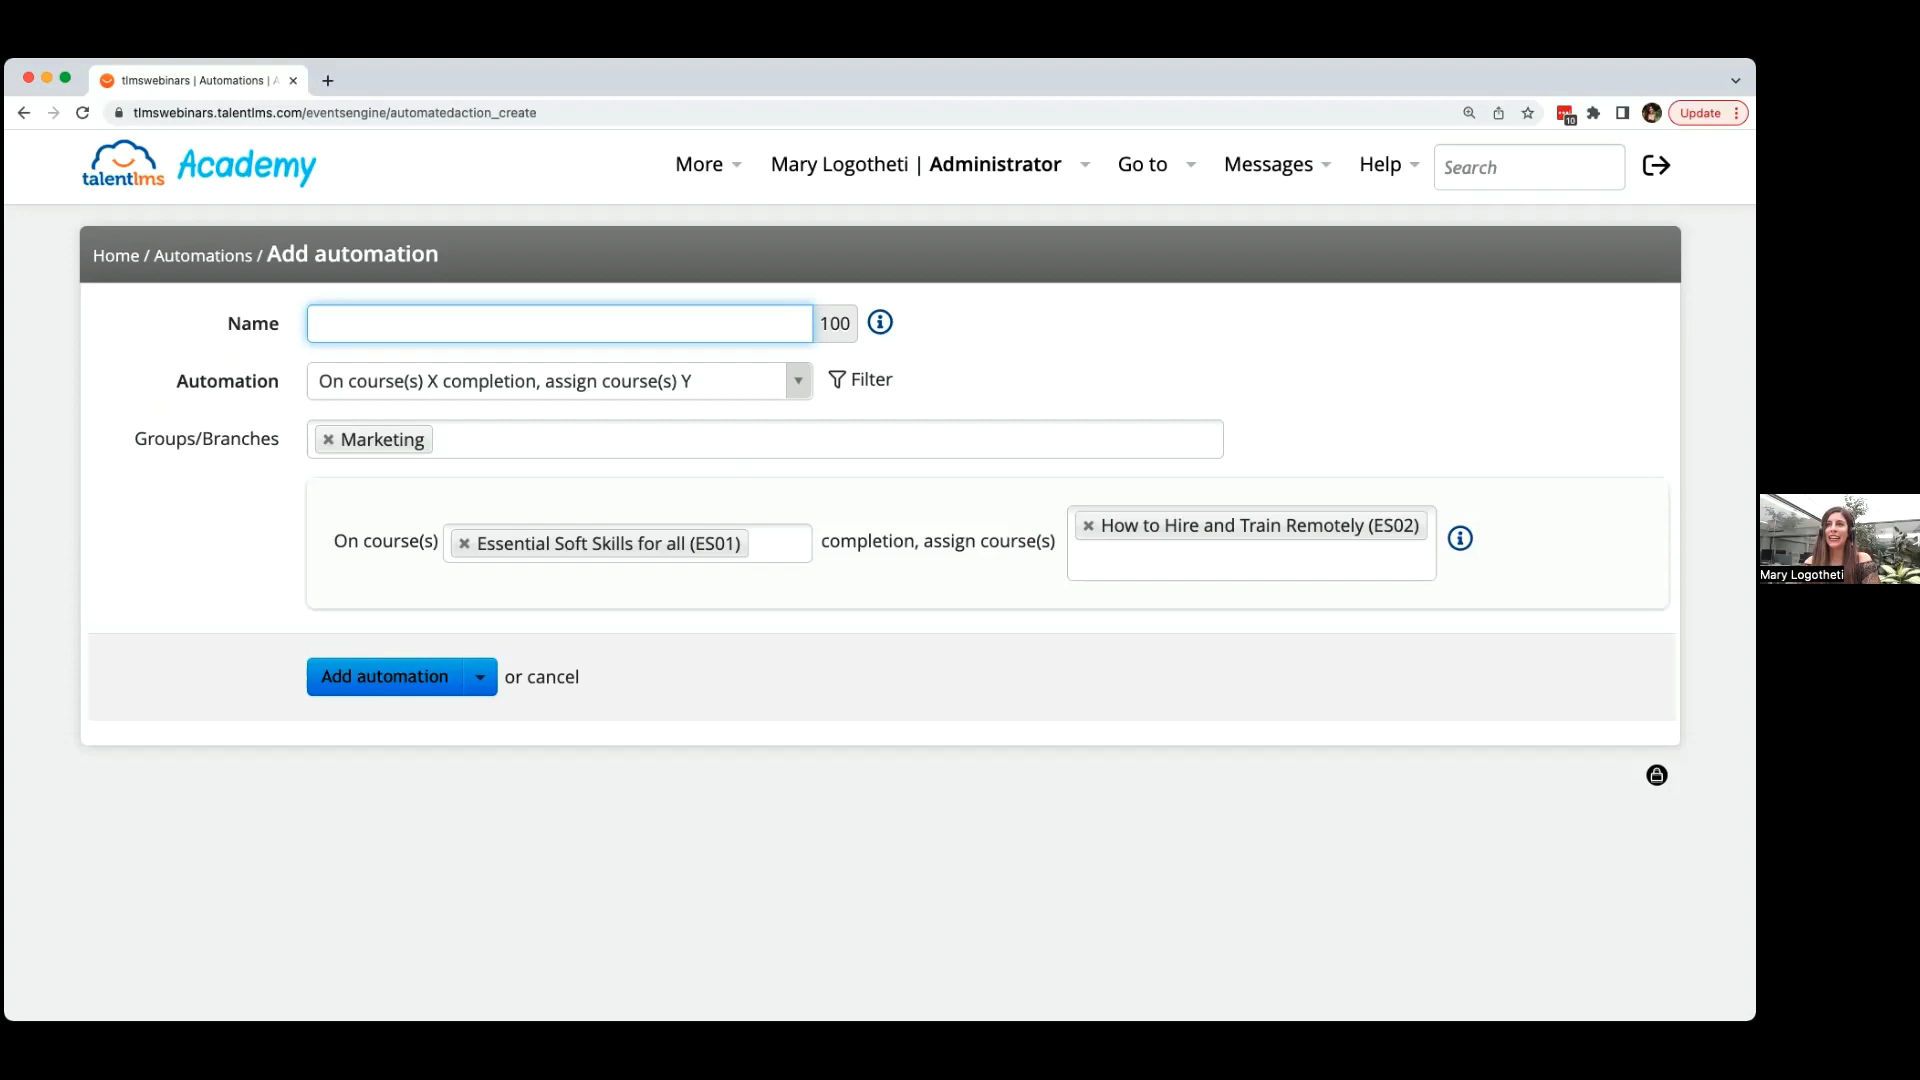 tlmswebinars | Automations | A
tlmswebinars.talentlms.com/eventsengine/automatedaction_create
10
Update
talentlms Academy
More
Mary Logotheti | Administrator
Go to
Messages
Help
Search
Home / Automations / Add automation
Name
100
Automation
On course(s) X completion, assign course(s) Y
Filter
Groups/Branches
Marketing
On course(s) Essential Soft Skills for all (ES01) completion, assign course(s) How to Hire and Train Remotely (ES02)
Add automation or cancel
Mary Logotheti